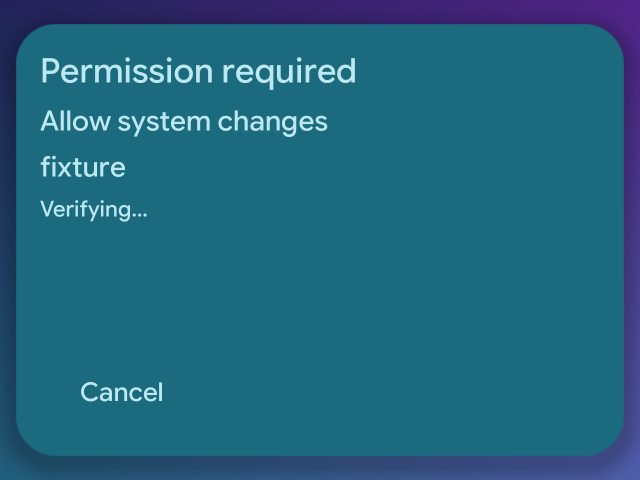 Permission required
Allow system changes
fixture
Verifying...
Cancel